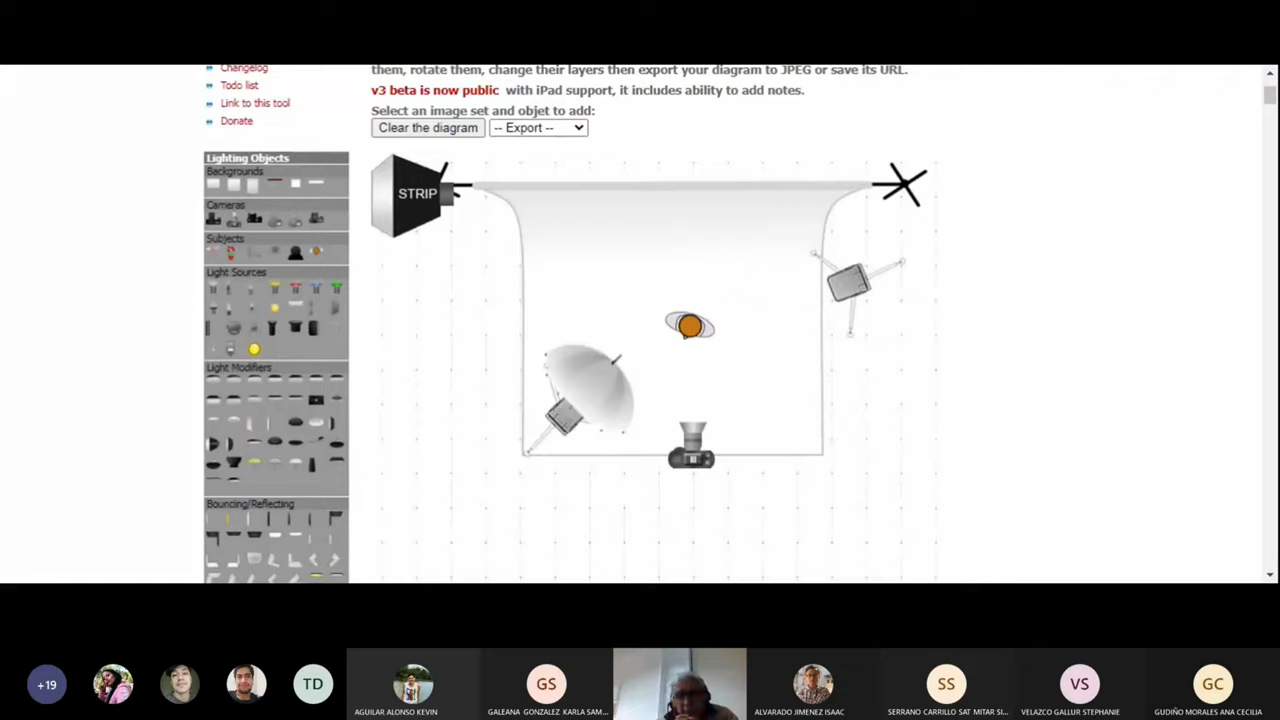 Changelog
them, rotate them, change their layers then export your diagram to JPEG or save its URL.
Todo list
v3 beta is now public with iPad support, it includes ability to add notes.
Link to this tool
Select an image set and objet to add:
Donate
Clear the diagram
-- Export --
Lighting Objects
Backgrounds
STRIP
Cameras
Subjects
Light Sources
Light Modifiers
Bouncing/Reflecting
+19
TD
GS
SS
VS
GC
AGUILAR ALONSO KEVIN
GALEANA GONZALEZ KARLA SAM...
ALVARADO JIMENEZ ISAAC
SERRANO CARRILLO SAT MITAR SI...
VELAZCO GALLUR STEPHANIE
GUDIÑO MORALES ANA CECILIA